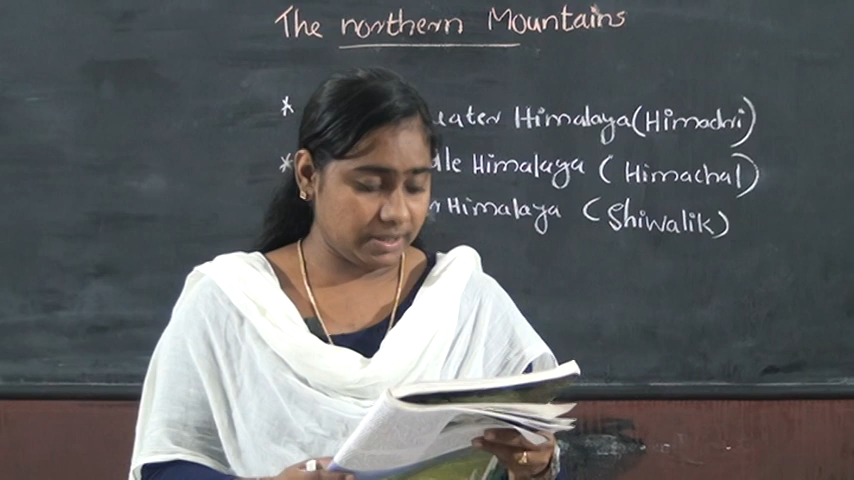 The northern Mountains
* Himalaya (Himadri)
* Himalaya (Himachal)
Himalaya (Shiwalik)